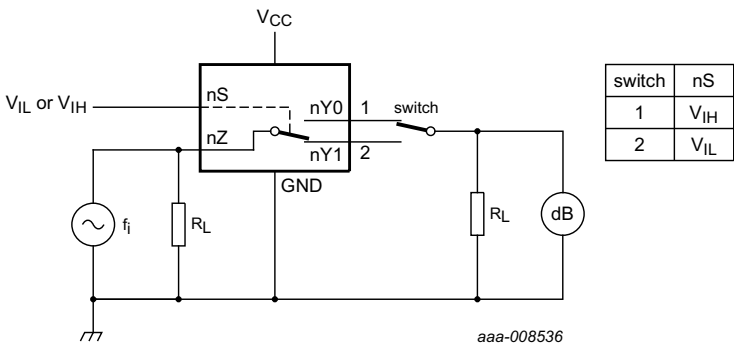 VCC
nS
VIL or VIH
nY0 1 switch
nZ
nY1 2
GND
fi
RL
RL
dB
switch nS
1 VIH
2 VIL
aaa-008536